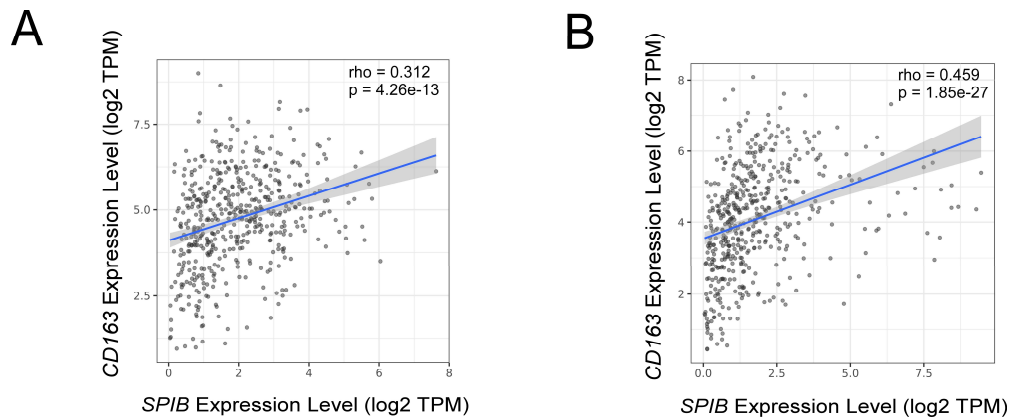 A
CD163 Expression Level (log2 TPM)
rho = 0.312
p = 4.26e-13
7.5
5.0
2.5
0 2 4 6 8
SPIB Expression Level (log2 TPM)
B
CD163 Expression Level (log2 TPM)
rho = 0.459
p = 1.85e-27
8
6
4
2
0.0 2.5 5.0 7.5
SPIB Expression Level (log2 TPM)